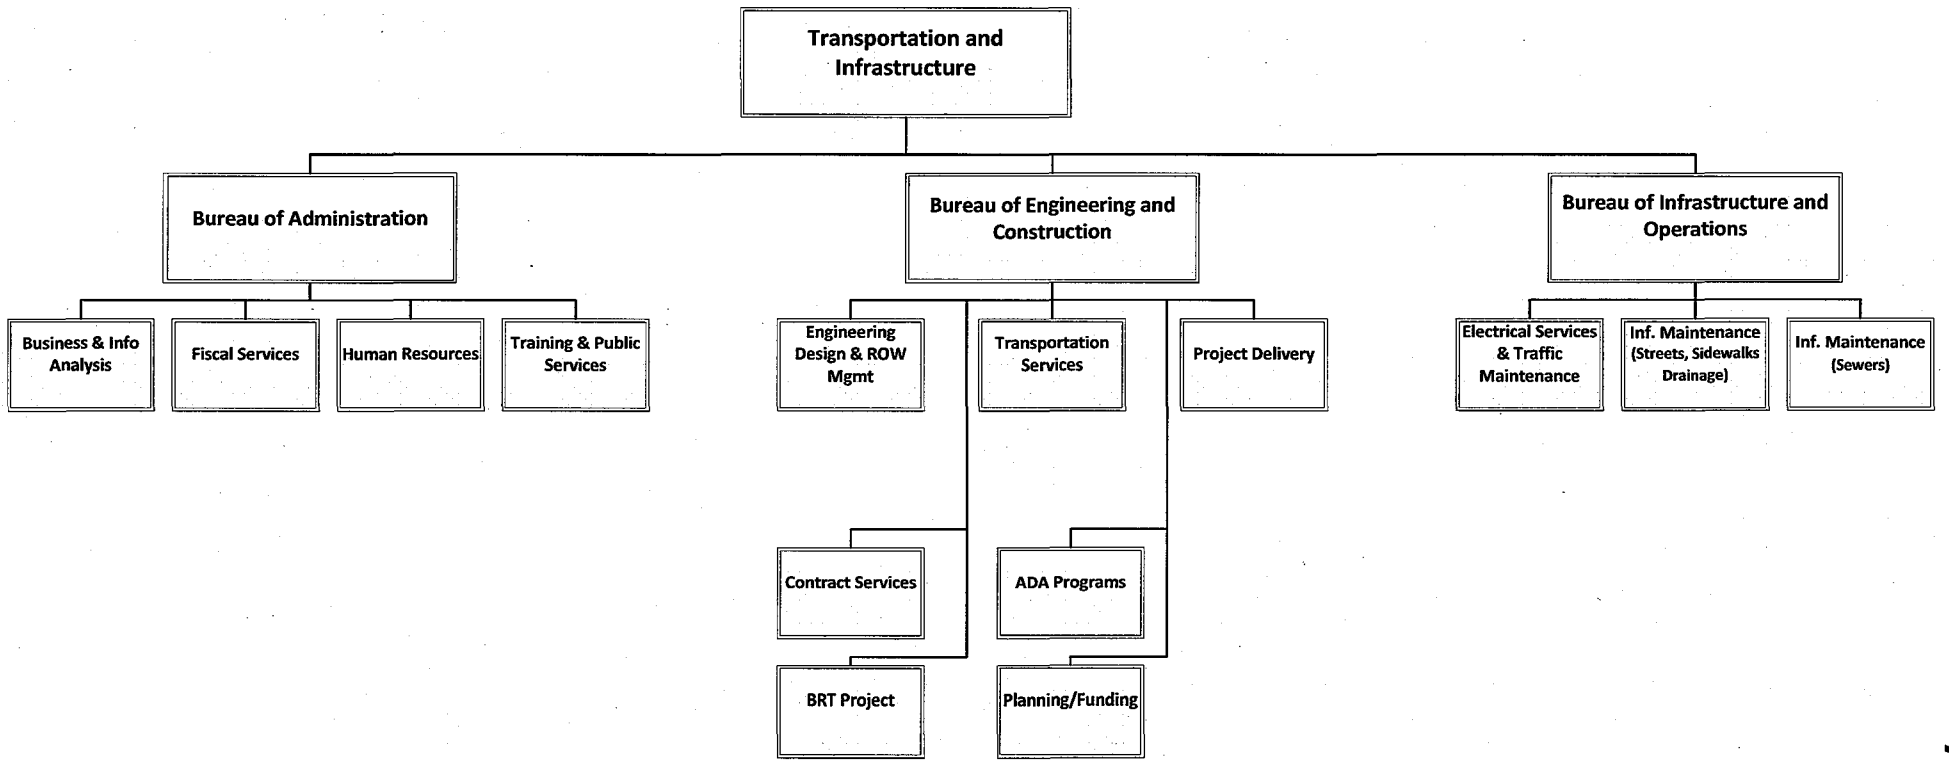 Transportation and
Infrastructure
Bureau of Administration
Bureau of Engineering and
Construction
Bureau of Infrastructure and
Operations
Business & Info
Analysis
Fiscal Services
Human Resources
Training & Public
Services
Engineering
Design & ROW
Mgmt
Transportation
Services
Project Delivery
Electrical Services
& Traffic
Maintenance
Inf. Maintenance
(Streets, Sidewalks
Drainage)
Inf. Maintenance
(Sewers)
Contract Services
ADA Programs
BRT Project
Planning/Funding